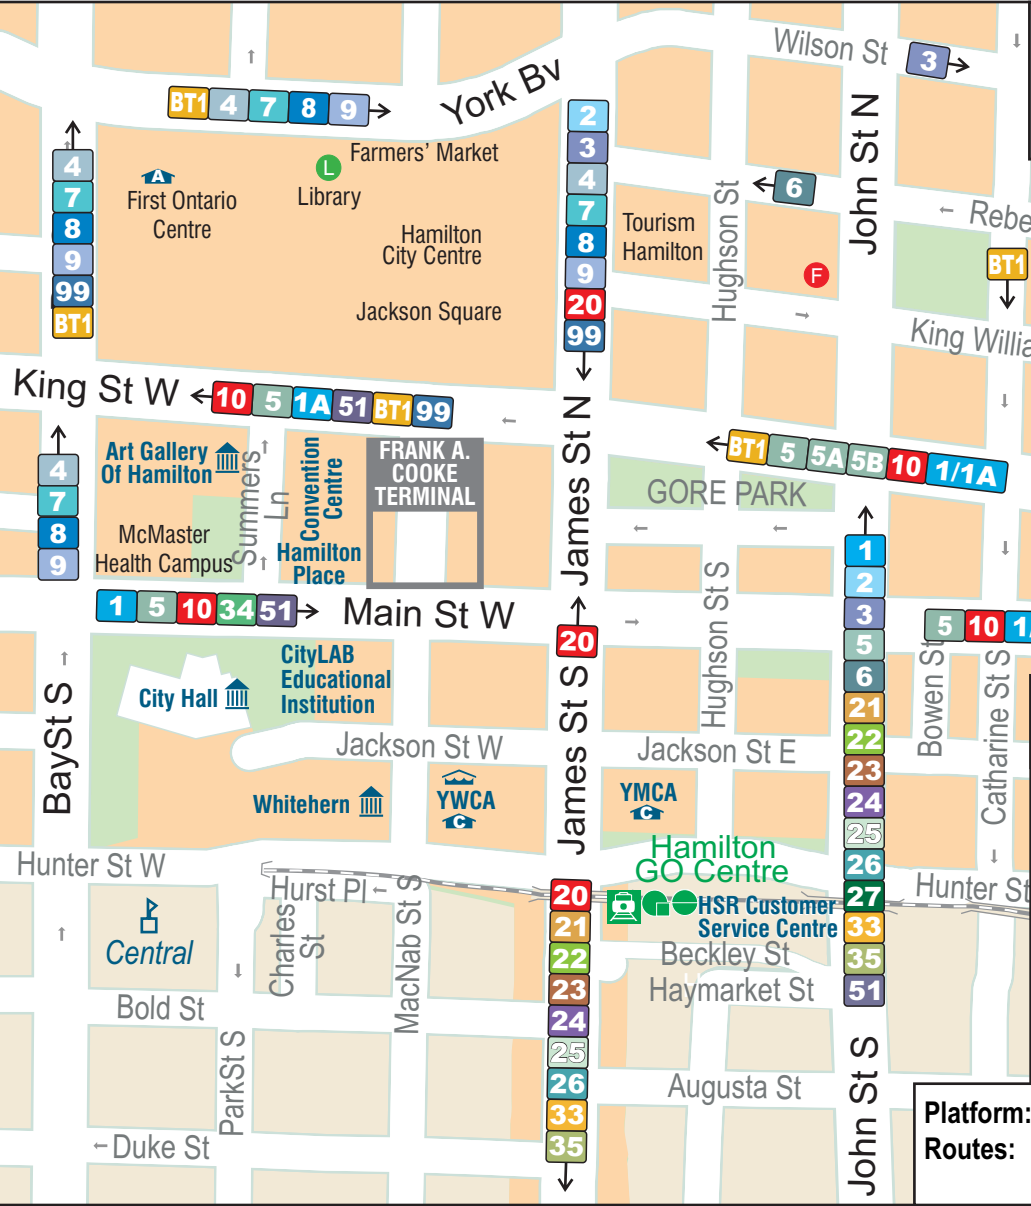 Wilson St
3
York Bv
BT1 4 7 8 9
2
3
4
7
8
9
20
99
John St N
4
7
8
9
99
BT1
A
First Ontario
Centre
L
Library
Farmers' Market
Hamilton
City Centre
Jackson Square
Tourism
Hamilton
Hughson St
6
F
Rebe
BT1
King Willia
King St W
10 5 1A 51 BT1 99
James St N
BT1 5 5A 5B 10 1/1A
4
7
8
9
Art Gallery
Of Hamilton
Summers
Ln
Convention
Centre
FRANK A.
COOKE
TERMINAL
GORE PARK
McMaster
Health Campus
Hamilton
Place
1 5 10 34 51
Main St W
20
Hughson St S
1
2
3
5
6
21
22
23
24
25
26
27
33
35
51
5 10 1
Bowen St
Catharine St S
City Hall
CityLAB
Educational
Institution
BaySt S
Jackson St W
James St S
Jackson St E
Whitehern
YWCA
C
YMCA
C
Hamilton
GO Centre
HSR Customer
Service Centre
Hunter St W
Hunter St
Hurst Pl
Charles
St
MacNab St S
Central
20
21
22
23
24
25
26
33
35
Beckley St
Haymarket St
Bold St
ParkSt S
Augusta St
John St S
Duke St
Platform:
Routes: